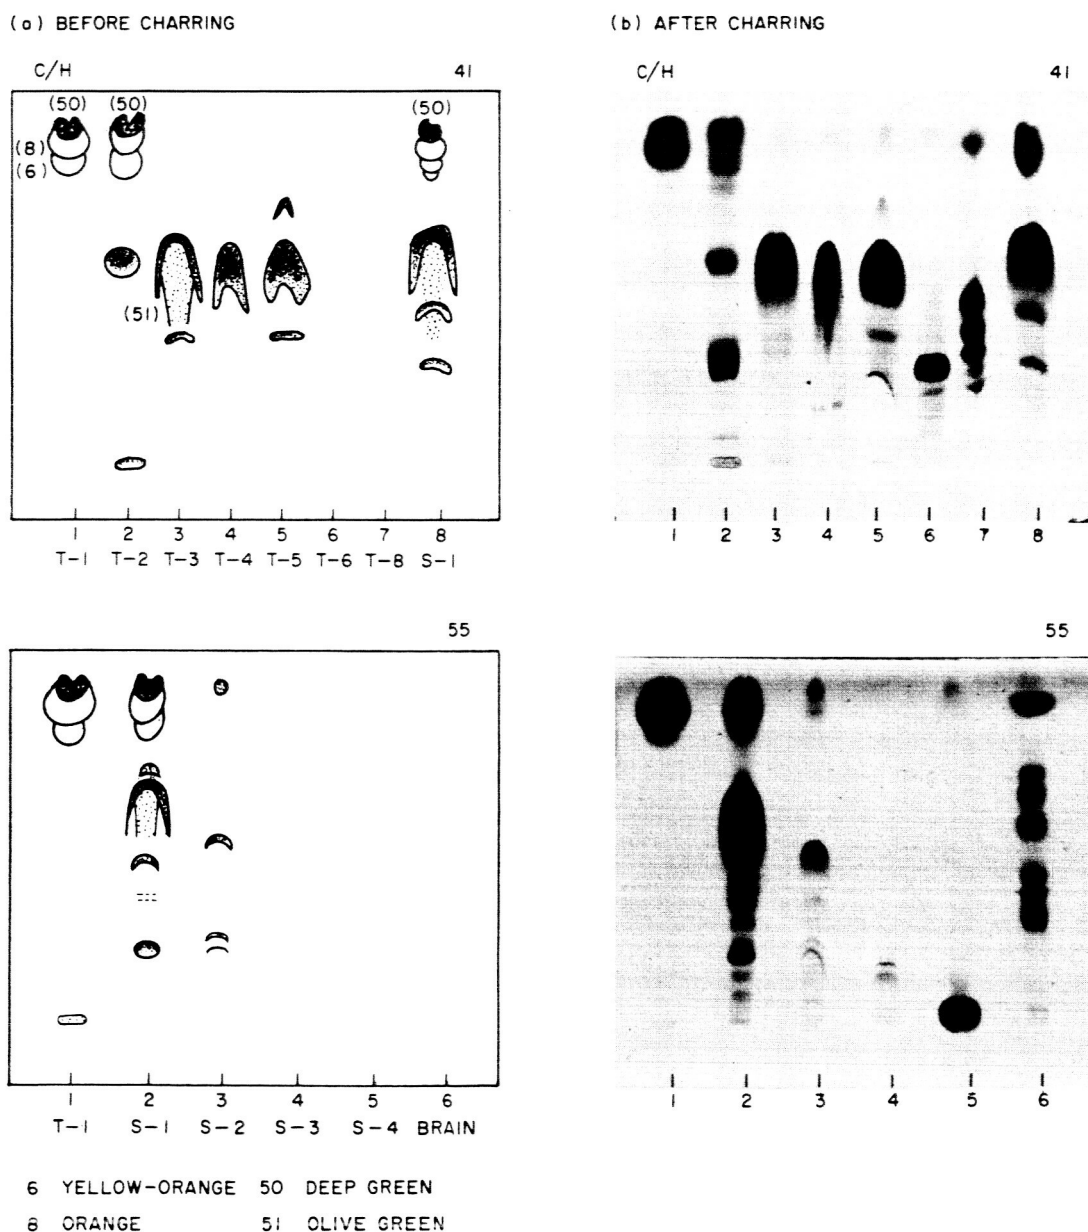 (a) BEFORE CHARRING
(b) AFTER CHARRING
C/H 41
C/H 41
(50) (50) (50)
(8)
(6)
(51)
1 2 3 4 5 6 7 8
T-1 T-2 T-3 T-4 T-5 T-6 T-8 S-1
1 2 3 4 5 6 7 8
55
55
1 2 3 4 5 6
T-1 S-1 S-2 S-3 S-4 BRAIN
1 2 3 4 5 6
6 YELLOW-ORANGE 50 DEEP GREEN
8 ORANGE 51 OLIVE GREEN